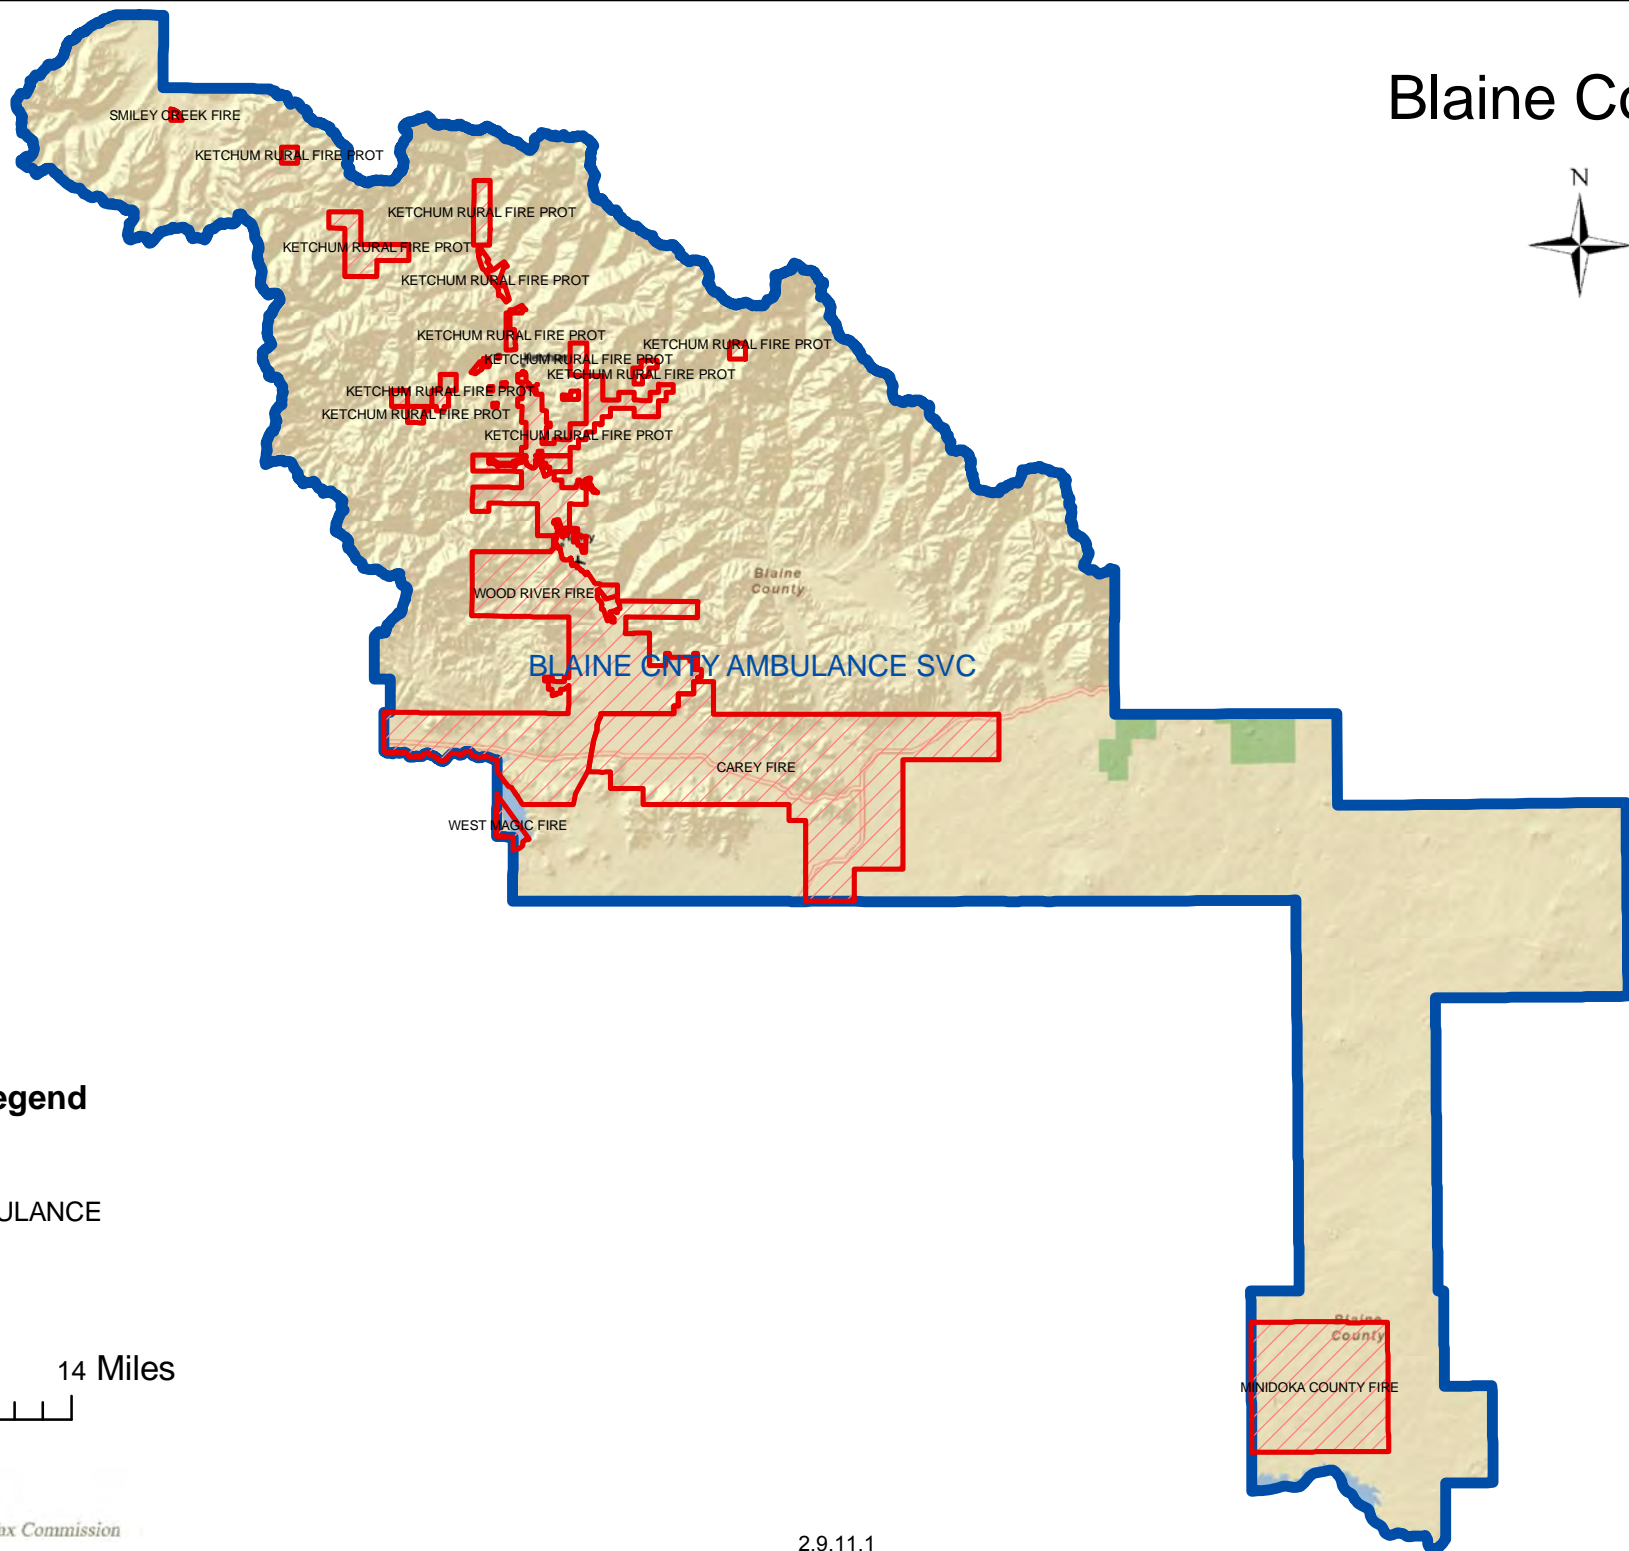 Blaine Co
N
SMILEY CREEK FIRE
KETCHUM RURAL FIRE PROT
KETCHUM RURAL FIRE PROT
KETCHUM RURAL FIRE PROT
KETCHUM RURAL FIRE PROT
KETCHUM RURAL FIRE PROT
KETCHUM RURAL FIRE PROT
KETCHUM RURAL FIRE PROT
KETCHUM RURAL FIRE PROT
KETCHUM RURAL FIRE PROT
KETCHUM RURAL FIRE PROT
KETCHUM RURAL FIRE PROT
Blaine
County
WOOD RIVER FIRE
BLAINE CNTY AMBULANCE SVC
CAREY FIRE
WEST MAGIC FIRE
egend
ULANCE
Blaine
County
14 Miles
MINIDOKA COUNTY FIRE
ax Commission
2.9.11.1